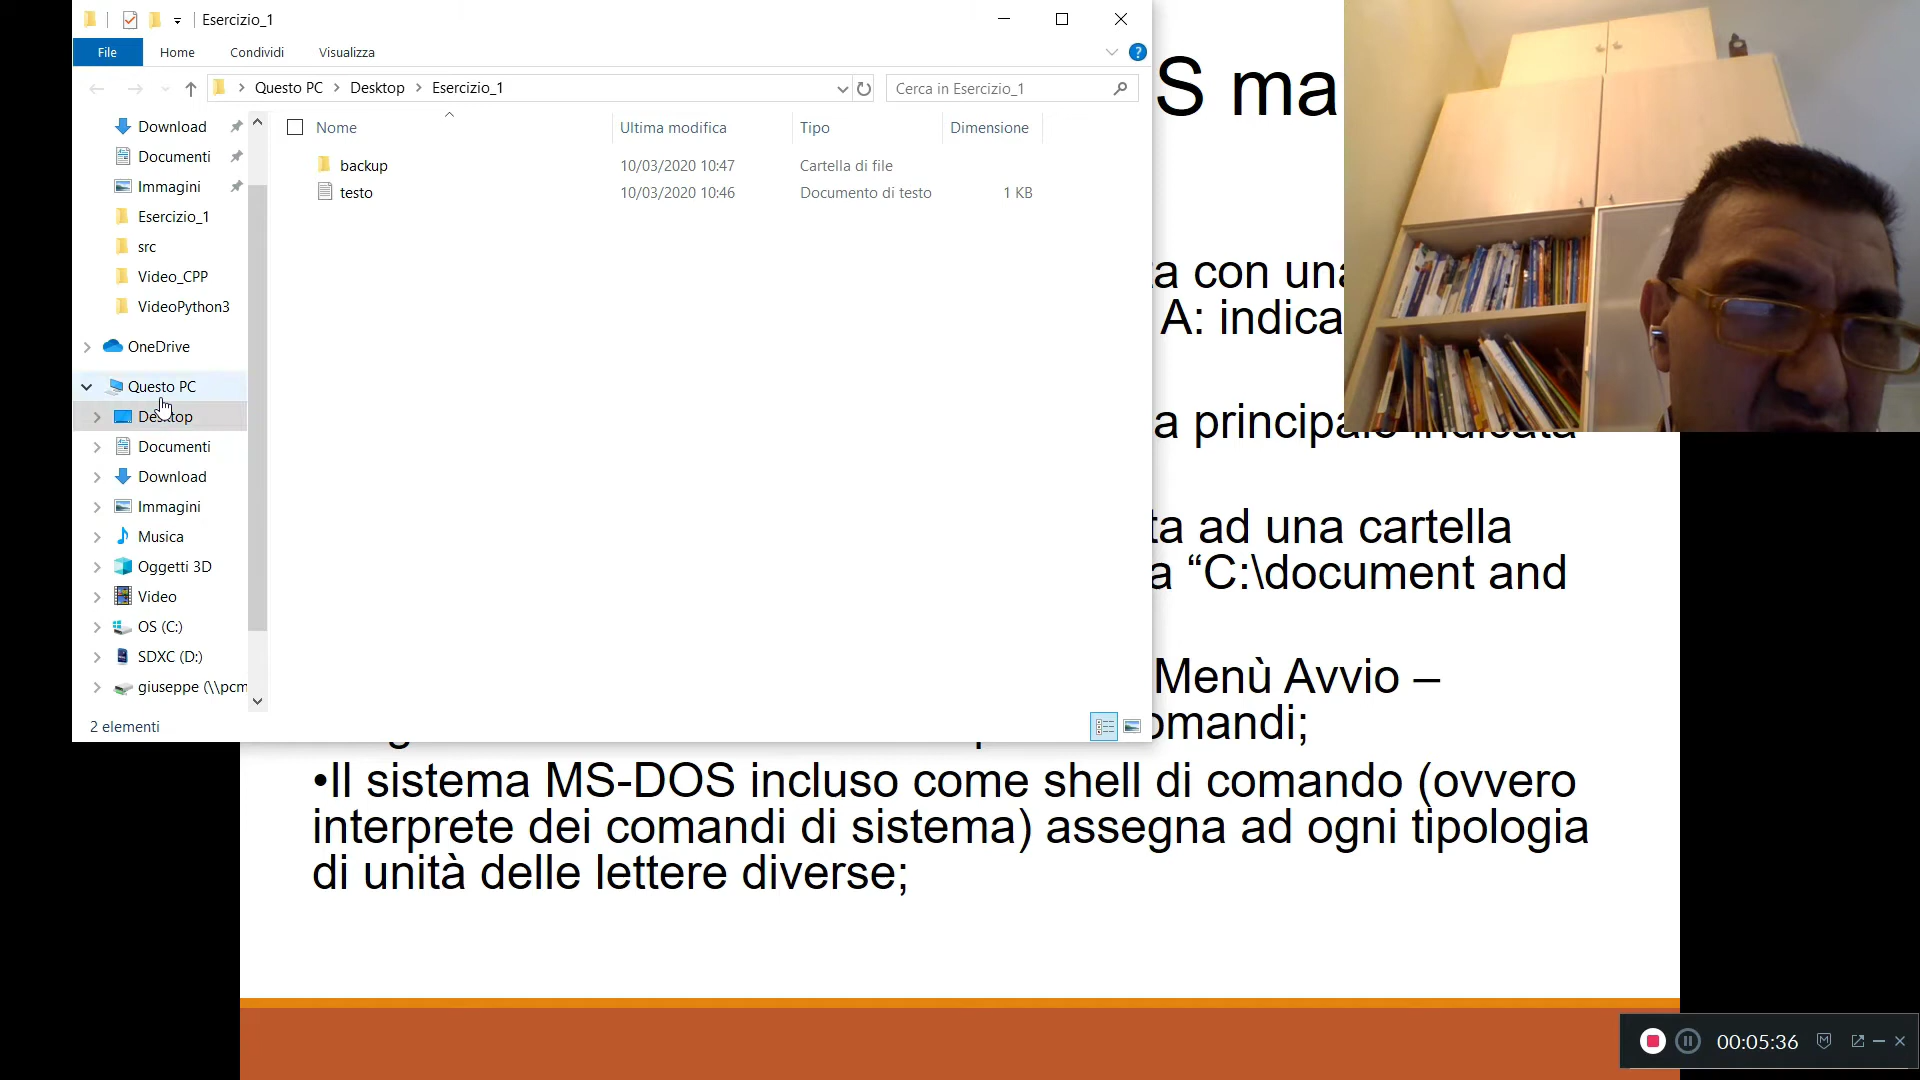 Esercizio_1
File Home Condividi Visualizza
Questo PC Desktop Esercizio_1
Cerca in Esercizio_1
Nome Ultima modifica Tipo Dimensione
backup 10/03/2020 10:47 Cartella di file
testo 10/03/2020 10:46 Documento di testo 1 KB
Download
Documenti
Immagini
Esercizio_1
src
Video_CPP
VideoPython3
OneDrive
Questo PC
Desktop
Documenti
Download
Immagini
Musica
Oggetti 3D
Video
OS (C:)
SDXC (D:)
giuseppe (\\pcm
2 elementi
S ma
a con una
A: indica
a principale indicata
ta ad una cartella
a “C:\document and
Menù Avvio –
omandi;
•Il sistema MS-DOS incluso come shell di comando (ovvero
interprete dei comandi di sistema) assegna ad ogni tipologia
di unità delle lettere diverse;
00:05:36